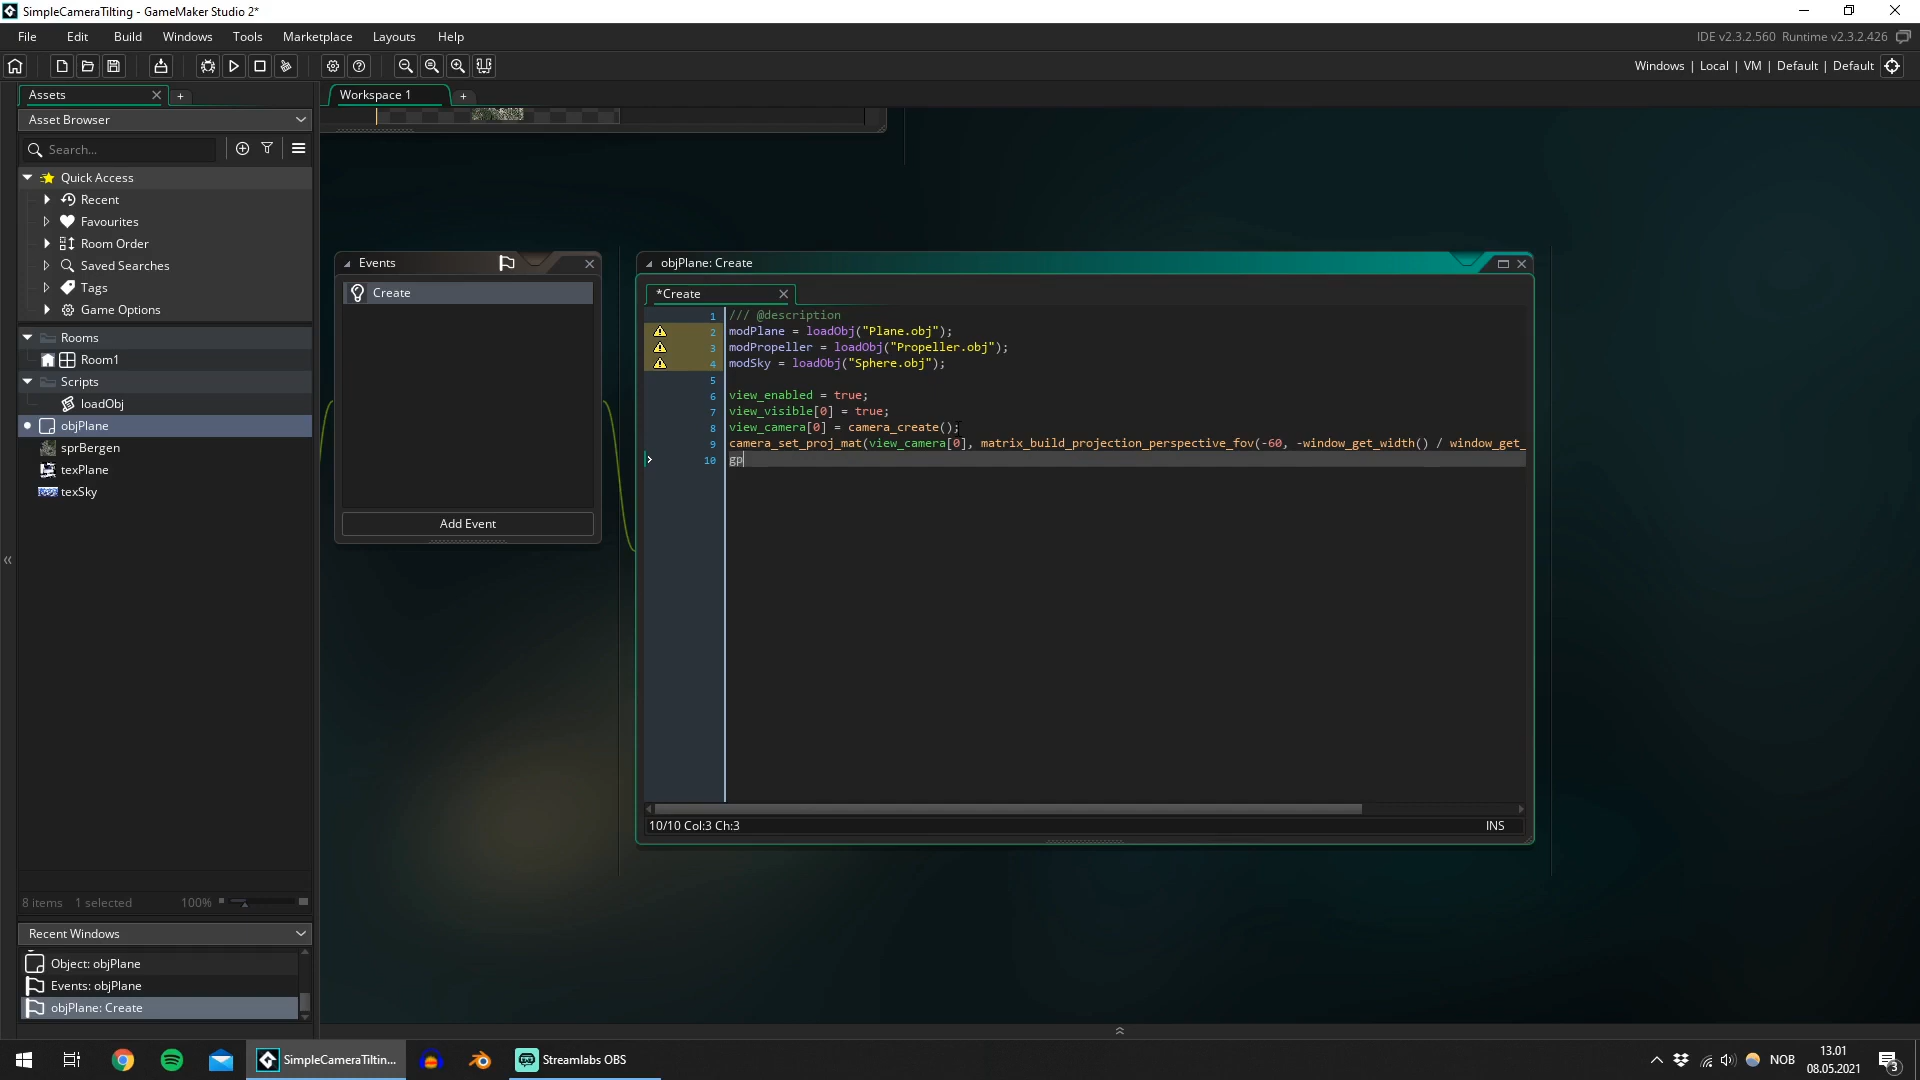 SimpleCameraTilting - GameMaker Studio 2*
File Edit Build Windows Tools Marketplace Layouts Help
IDE v2.3.2.560 Runtime v2.3.2.426
Windows | Local | VM | Default | Default
Assets
Workspace 1
Asset Browser
Search...
Quick Access
Recent
Favourites
Room Order
Saved Searches
Tags
Game Options
Rooms
Room1
Scripts
loadObj
objPlane
sprBergen
texPlane
texSky
8 items 1 selected 100%
Recent Windows
Object: objPlane
Events: objPlane
objPlane: Create
Events
Create
Add Event
objPlane: Create
*Create
1 /// @description
2 modPlane = loadObj("Plane.obj");
3 modPropeller = loadObj("Propeller.obj");
4 modSky = loadObj("Sphere.obj");
5
6 view_enabled = true;
7 view_visible[0] = true;
8 view_camera[0] = camera_create();
9 camera_set_proj_mat(view_camera[0], matrix_build_projection_perspective_fov(-60, -window_get_width() / window_get_
10 gp
10/10 Col:3 Ch:3
INS
SimpleCameraTiltin...
Streamlabs OBS
NOB
13.01
08.05.2021
3